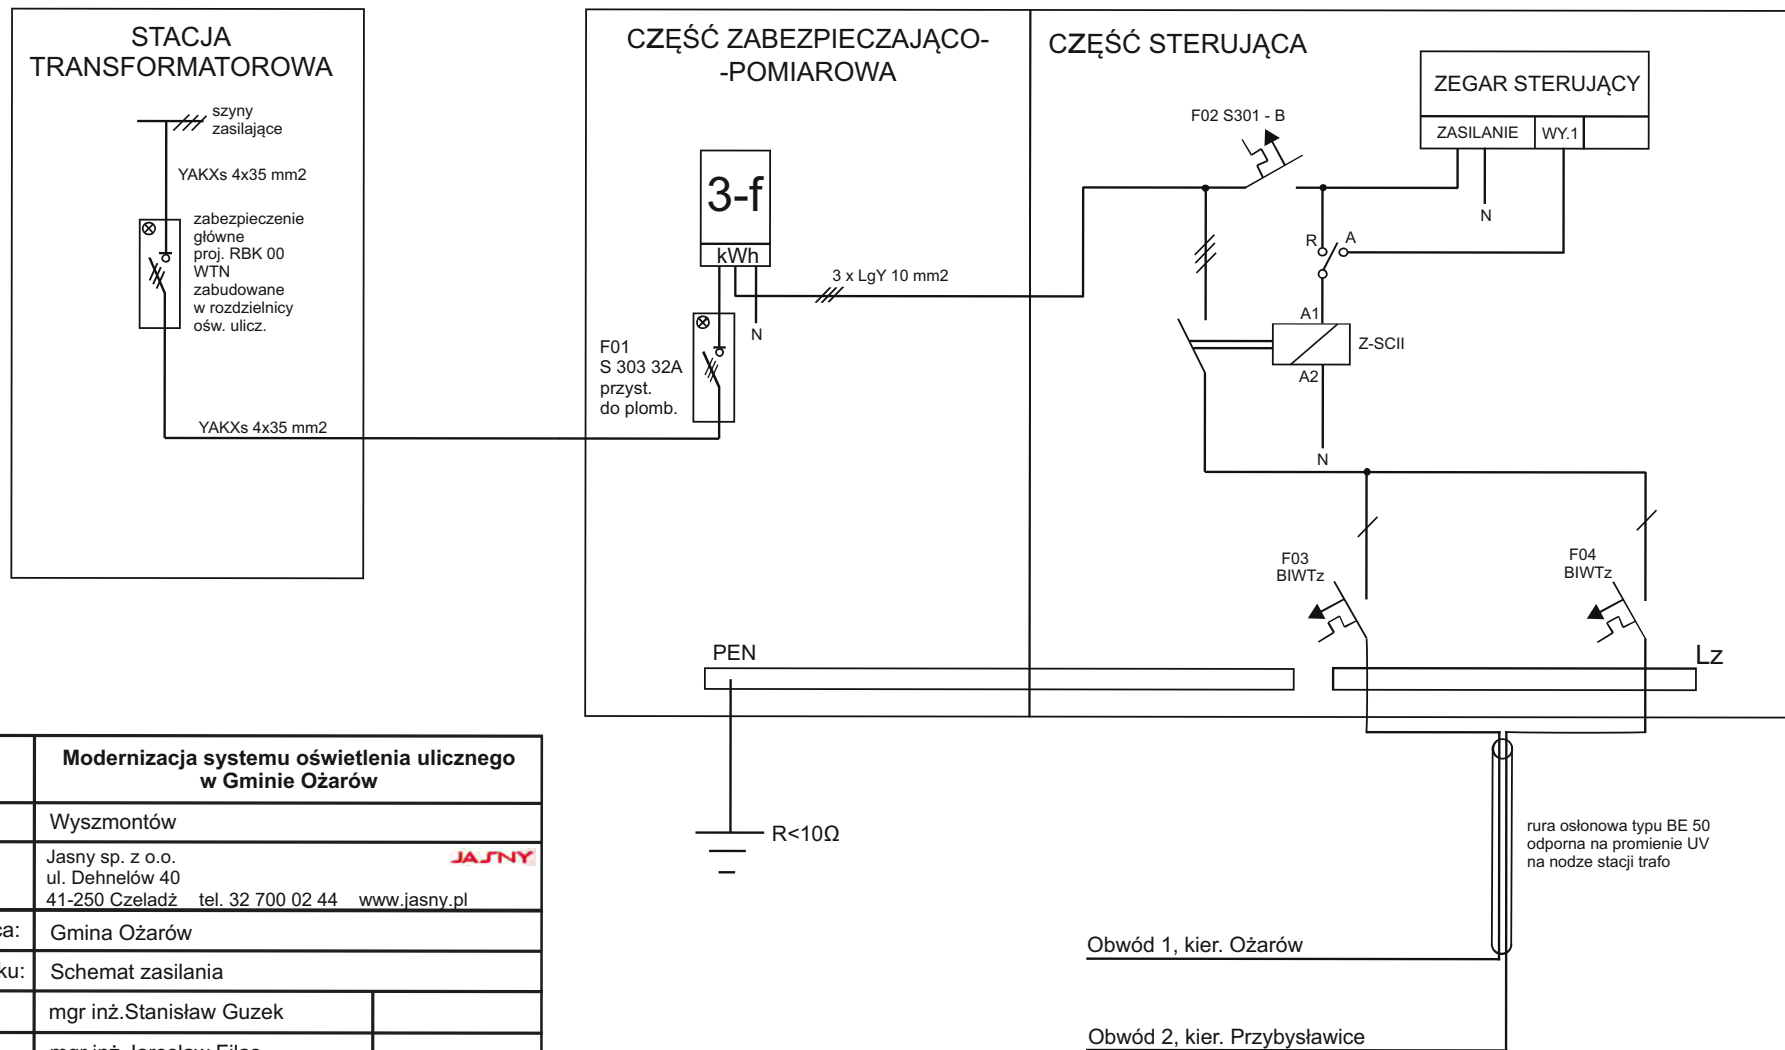 STACJA
TRANSFORMATOROWA
szyny
zasilające
YAKXs 4x35 mm2
zabezpieczenie
główne
proj. RBK 00
WTN
zabudowane
w rozdzielnicy
ośw. ulicz.
YAKXs 4x35 mm2
CZĘŚĆ ZABEZPIECZAJĄCO-
-POMIAROWA
3-f
kWh
N
3 x LgY 10 mm2
F01
S 303 32A
przyst.
do plomb.
PEN
R<10Ω
CZĘŚĆ STERUJĄCA
F02 S301 - B
ZEGAR STERUJĄCY
ZASILANIE
WY.1
N
R
A
A1
Z-SCII
A2
N
F03
BIWTz
F04
BIWTz
Lz
rura osłonowa typu BE 50
odporna na promienie UV
na nodze stacji trafo
Obwód 1, kier. Ożarów
Obwód 2, kier. Przybysławice
Modernizacja systemu oświetlenia ulicznego
w Gminie Ożarów
Wyszmontów
Jasny sp. z o.o.
JASNY
ul. Dehnelów 40
41-250 Czeladż tel. 32 700 02 44 www.jasny.pl
Gmina Ożarów
ku: Schemat zasilania
mgr inż.Stanisław Guzek